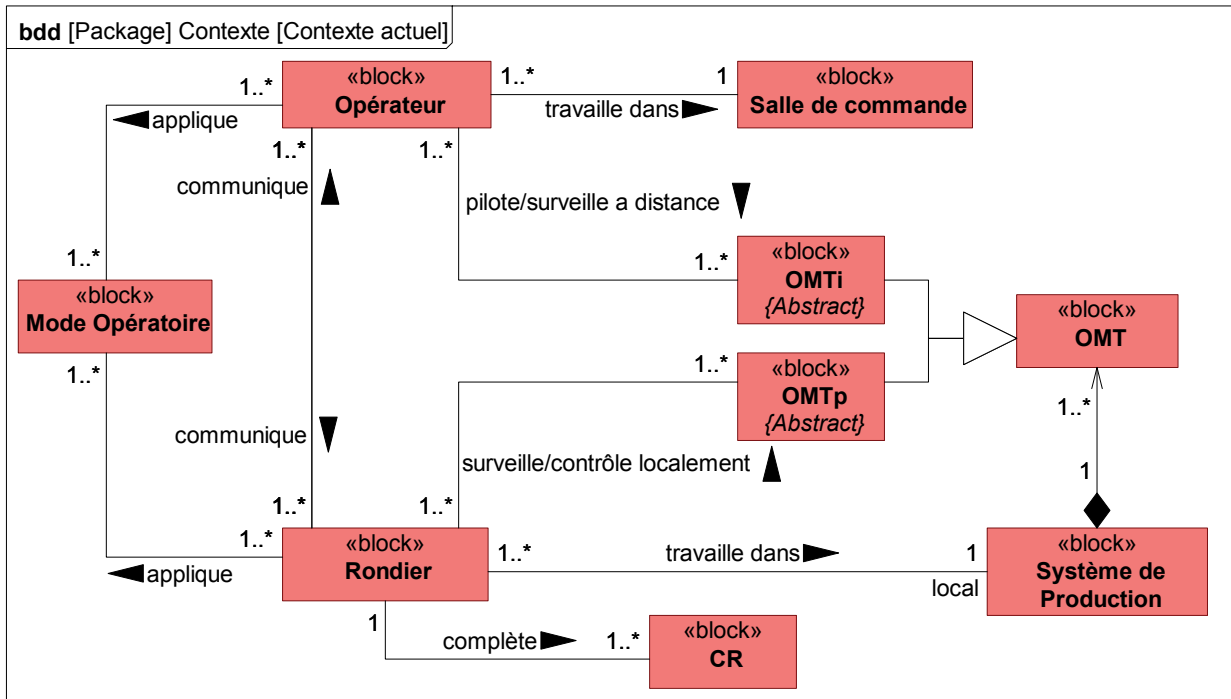 bdd [Package] Contexte [Contexte actuel]
1..*
«block»
Opérateur
1..*
1
«block»
Salle de commande
applique
travaille dans
1..*
1..*
communique
pilote/surveille a distance
1..*
1..*
«block»
OMTi
{Abstract}
«block»
Mode Opératoire
«block»
OMT
1..*
1..*
«block»
OMTp
{Abstract}
1..*
communique
surveille/contrôle localement
1
1..*
1..*
1..*
«block»
Rondier
1..*
travaille dans
1
local
«block»
Système de
Production
applique
1
complète
1..*
«block»
CR